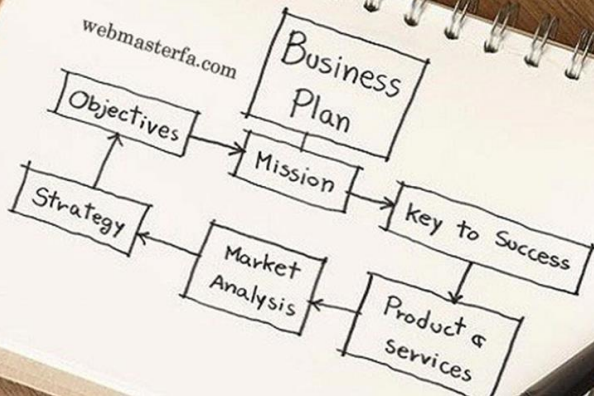 webmasterfa.com
Business
Plan
Objectives
Mission
key to Success
Strategy
Market
Analysis
Product &
services